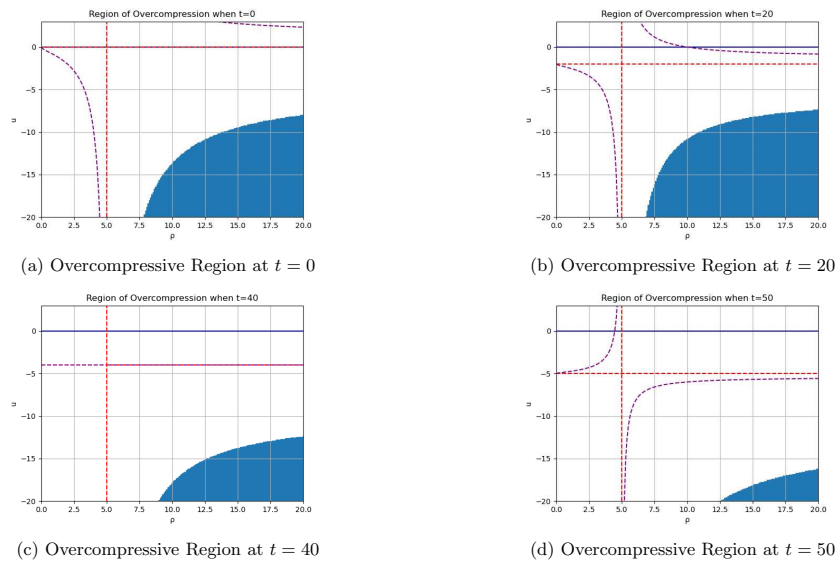 Region of Overcompression when t=0
0
−5
−10
−15
−20
u
0.0 2.5 5.0 7.5 10.0 12.5 15.0 17.5 20.0
ρ
(a) Overcompressive Region at t = 0
Region of Overcompression when t=20
0
−5
−10
−15
−20
u
0.0 2.5 5.0 7.5 10.0 12.5 15.0 17.5 20.0
ρ
(b) Overcompressive Region at t = 20
Region of Overcompression when t=40
0
−5
−10
−15
−20
u
0.0 2.5 5.0 7.5 10.0 12.5 15.0 17.5 20.0
ρ
(c) Overcompressive Region at t = 40
Region of Overcompression when t=50
0
−5
−10
−15
−20
u
0.0 2.5 5.0 7.5 10.0 12.5 15.0 17.5 20.0
ρ
(d) Overcompressive Region at t = 50